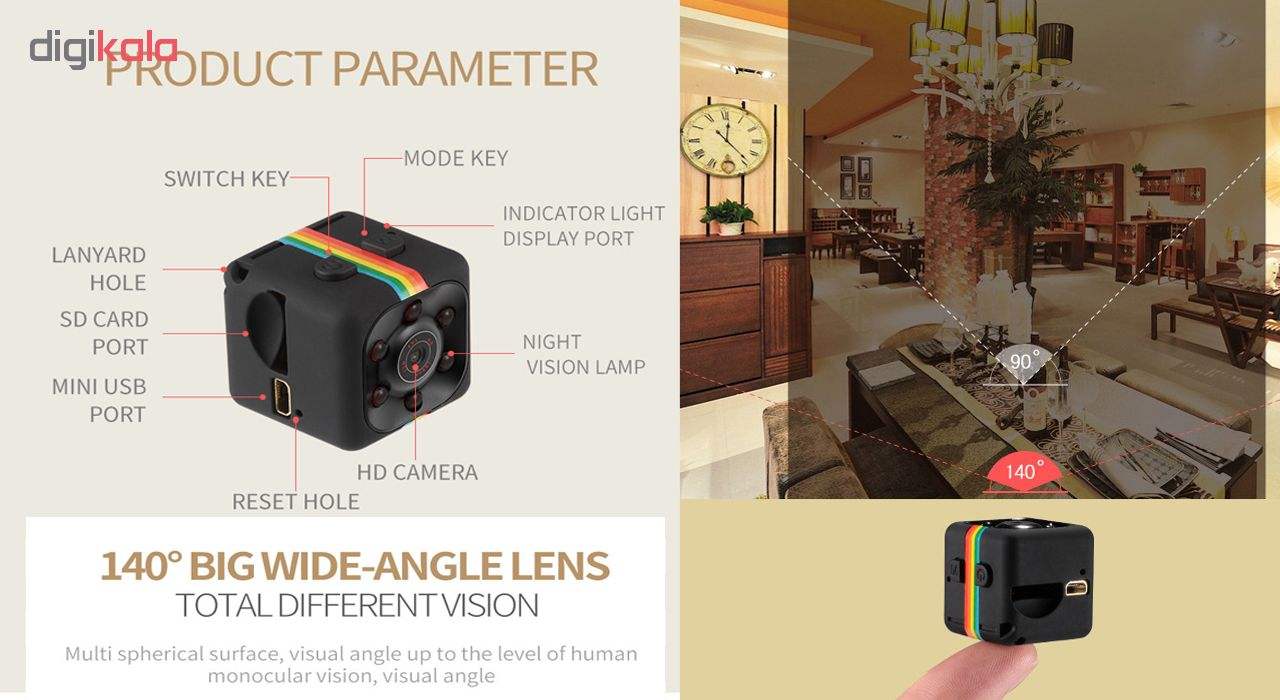 digikala
PRODUCT PARAMETER
MODE KEY
SWITCH KEY
INDICATOR LIGHT
DISPLAY PORT
LANYARD
HOLE
SD CARD
PORT
NIGHT
VISION LAMP
MINI USB
PORT
HD CAMERA
RESET HOLE
140° BIG WIDE-ANGLE LENS
TOTAL DIFFERENT VISION
Multi spherical surface, visual angle up to the level of human
monocular vision, visual angle
90°
140°